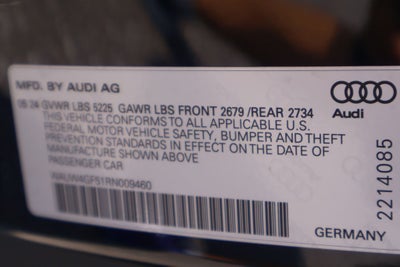 MFD. BY AUDI AG
05/24 GVWR LBS 5225 GAWR LBS FRONT 2679 /REAR 2734
THIS VEHICLE CONFORMS TO ALL APPLICABLE U.S.
FEDERAL MOTOR VEHICLE SAFETY, BUMPER AND THEFT
PREVENTION STANDARDS IN EFFECT ON THE DATE OF
MANUFACTURE SHOWN ABOVE
PASSENGER CAR
WAUW4GF51RN009460
Audi
2214085
GERMANY